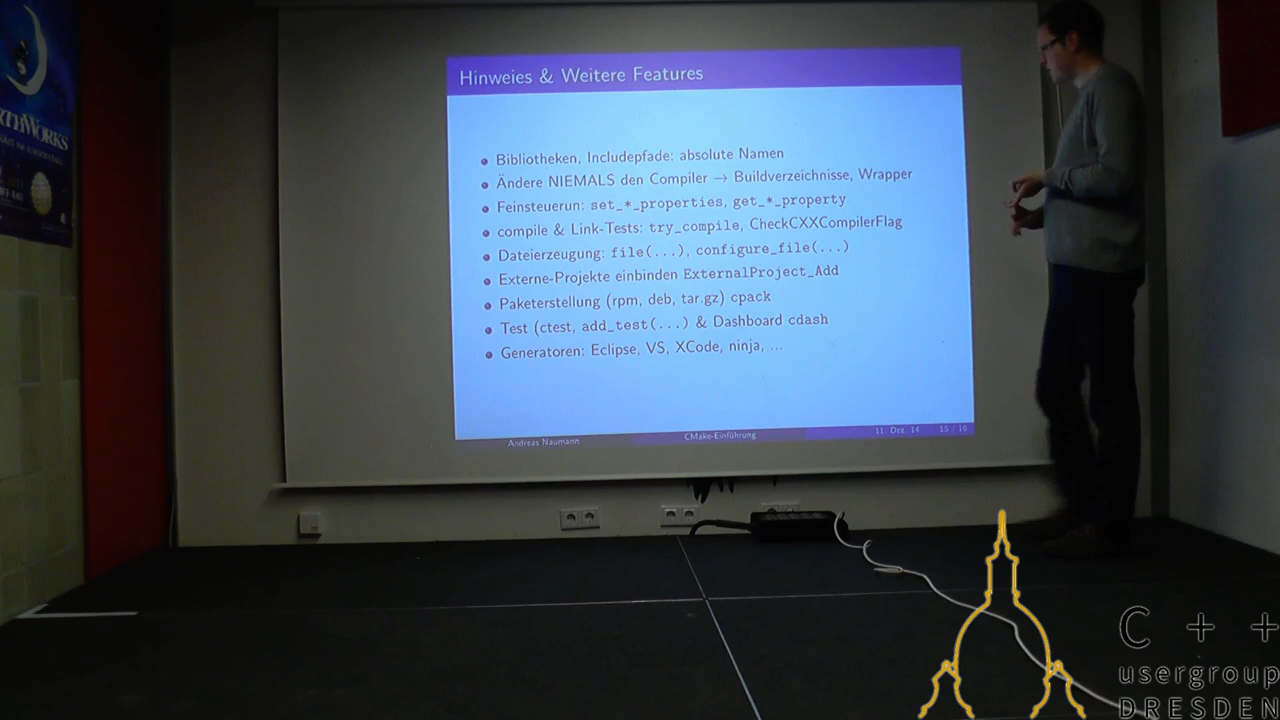 Hinweies & Weitere Features
Bibliotheken, Includepfade: absolute Namen
Ändere NIEMALS den Compiler → Buildverzeichnisse, Wrapper
Feinsteuerun: set_*_properties, get_*_property
compile & Link-Tests: try_compile, CheckCXXCompilerFlag
Dateierzeugung: file(...), configure_file(...)
Externe-Projekte einbinden ExternalProject_Add
Paketerstellung (rpm, deb, tar.gz) cpack
Test (ctest, add_test(...) & Dashboard cdash
Generatoren: Eclipse, VS, XCode, ninja, ...
Andreas Naumann
CMake-Einführung
11. Dez. 14
15 / 16
C++
usergroup
DRESDEN